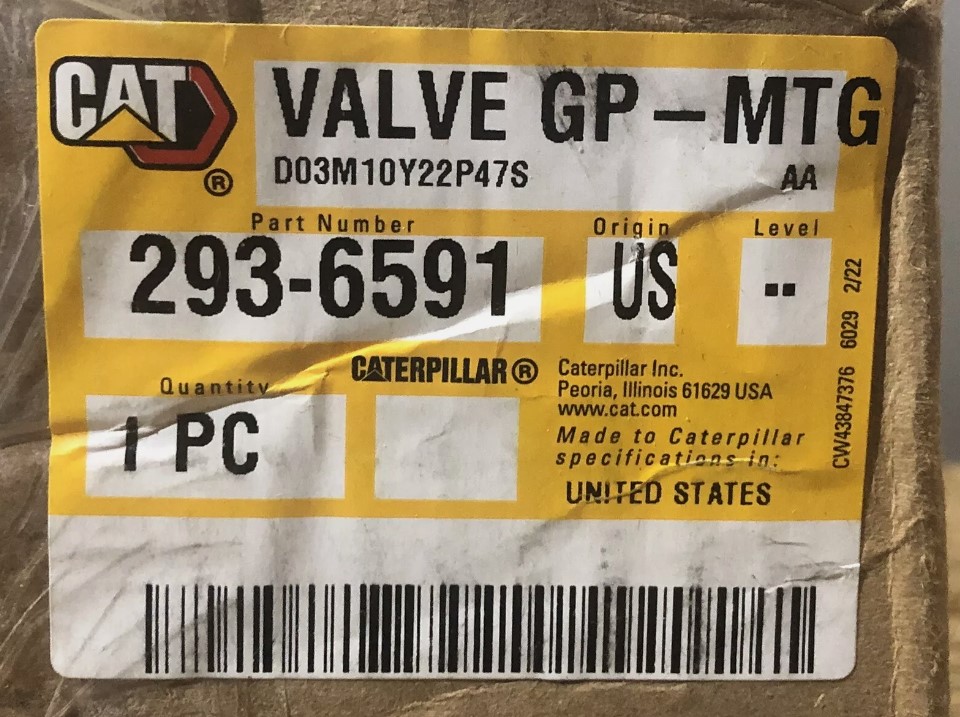 CAT
®
VALVE GP-MTG
D03M10Y22P47S
AA
Part Number
293-6591
Origin
US
Level
--
Quantity
1 PC
CATERPILLAR®
Caterpillar Inc.
Peoria, Illinois 61629 USA
www.cat.com
Made to Caterpillar
specifications in:
UNITED STATES
CW43847376 6029 2/22